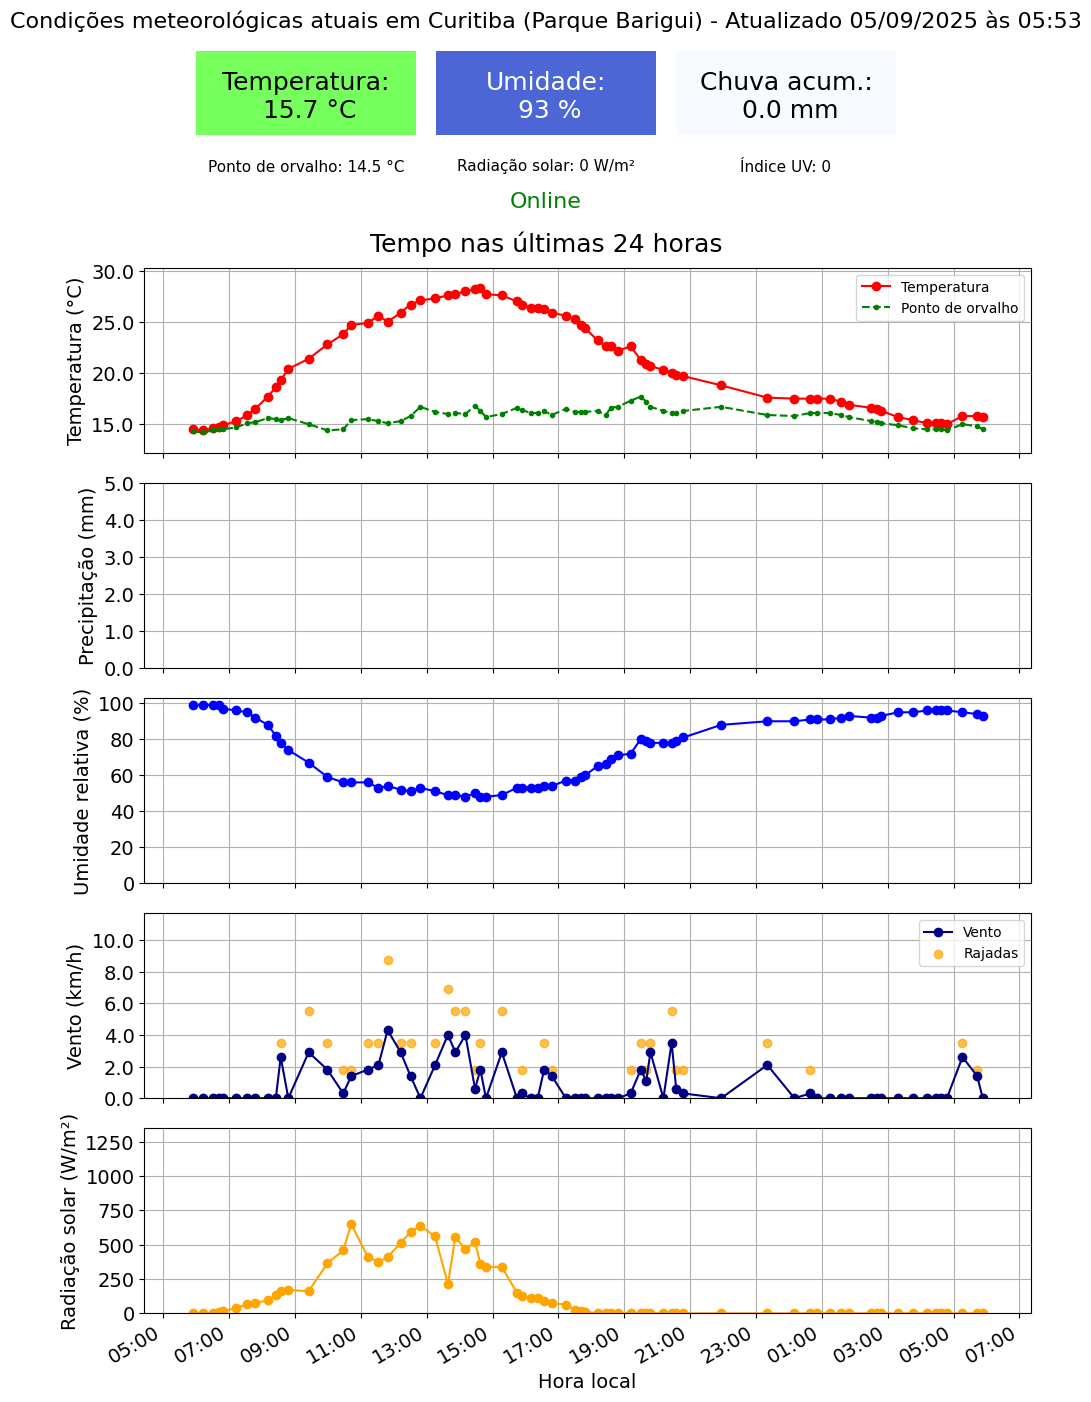 Condições meteorológicas atuais em Curitiba (Parque Barigui) - Atualizado 05/09/2025 às 05:53
Temperatura:
15.7 °C
Umidade:
93 %
Chuva acum.:
0.0 mm
Ponto de orvalho: 14.5 °C
Radiação solar: 0 W/m²
Índice UV: 0
Online
Tempo nas últimas 24 horas
Temperatura (°C)
30.0
25.0
20.0
15.0
Temperatura
Ponto de orvalho
Precipitação (mm)
5.0
4.0
3.0
2.0
1.0
0.0
Umidade relativa (%)
100
80
60
40
20
0
Vento (km/h)
10.0
8.0
6.0
4.0
2.0
0.0
Vento
Rajadas
Radiação solar (W/m²)
1250
1000
750
500
250
0
05:00
07:00
09:00
11:00
13:00
15:00
17:00
19:00
21:00
23:00
01:00
03:00
05:00
07:00
Hora local